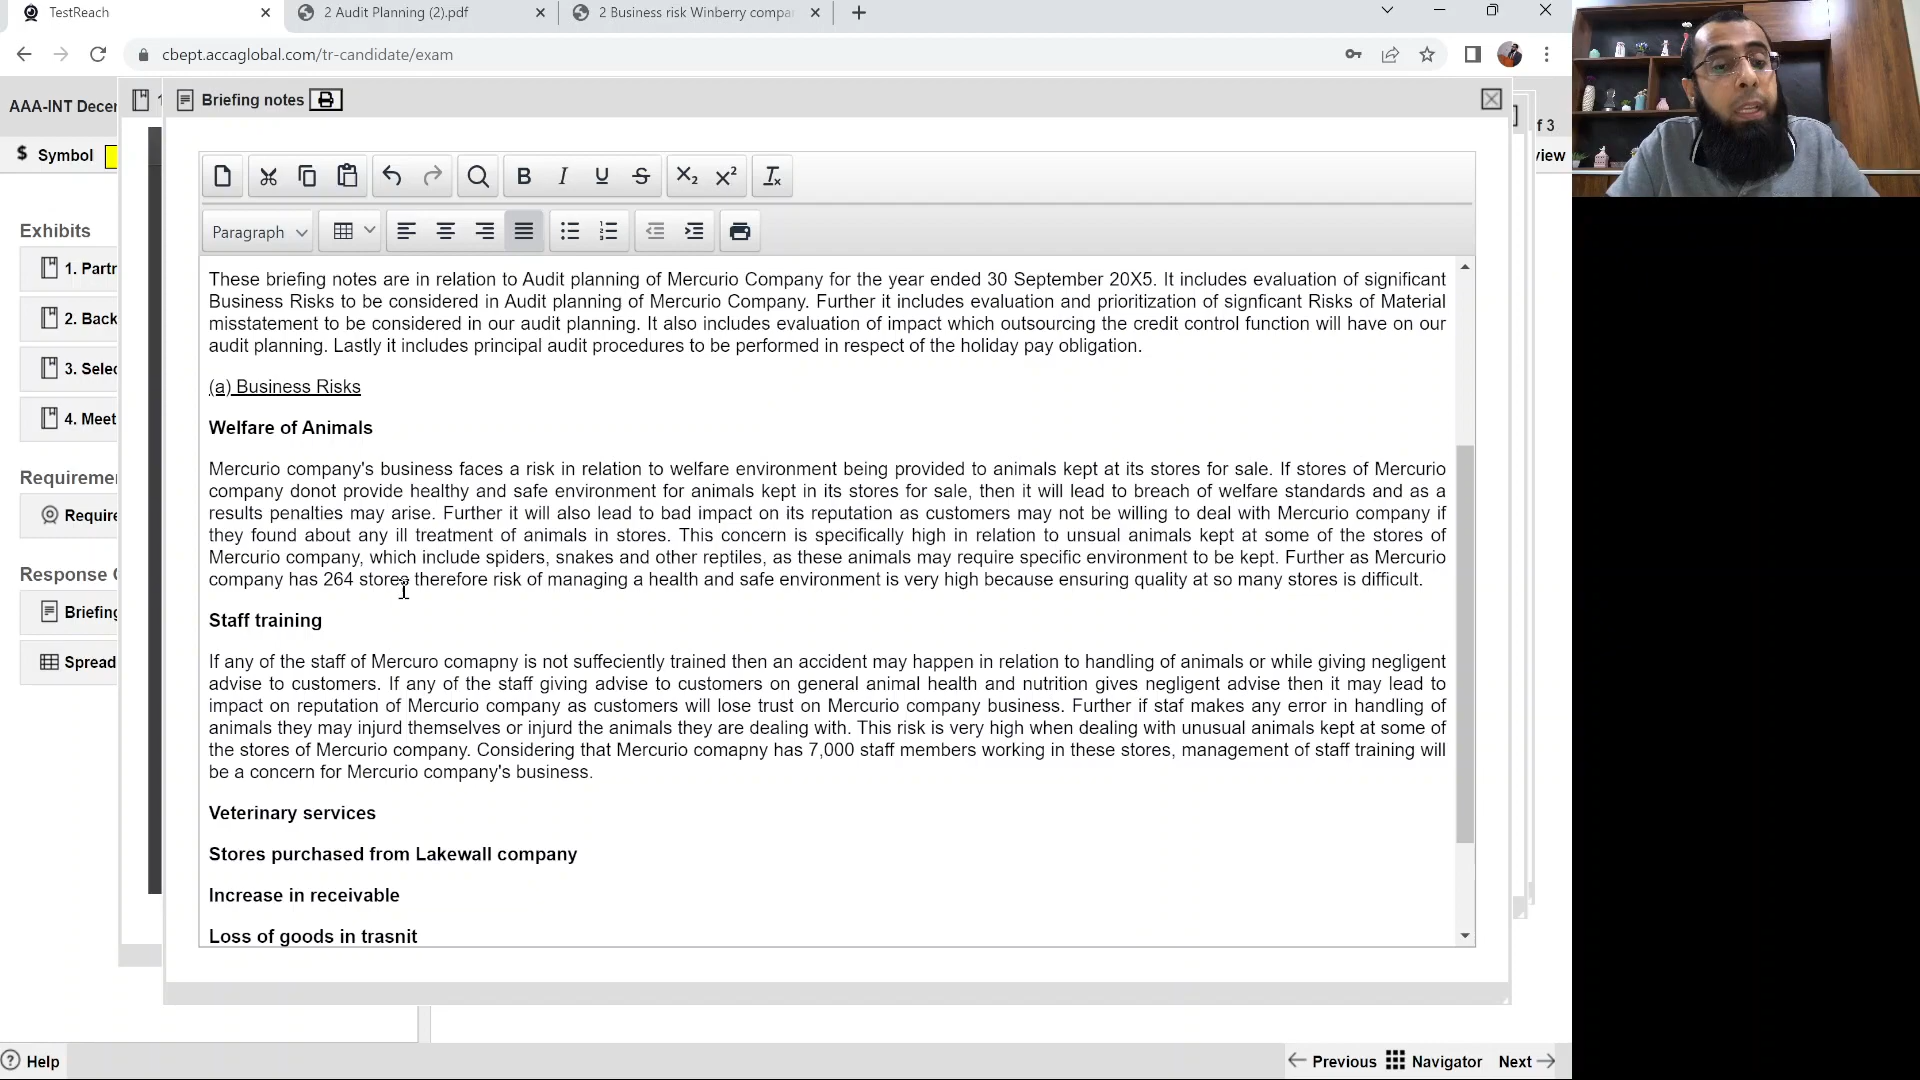 TestReach
2 Audit Planning (2).pdf
2 Business risk Winberry compan
cbept.accaglobal.com/tr-candidate/exam
AAA-INT Decer
1
Briefing notes
f 3
$ Symbol
view
Exhibits
1. Partn
2. Back
3. Selec
4. Meet
Requiremen
Require
Response O
Briefing
Spread
B I U S X₂ X² Tx
Paragraph
These briefing notes are in relation to Audit planning of Mercurio Company for the year ended 30 September 20X5. It includes evaluation of significant
Business Risks to be considered in Audit planning of Mercurio Company. Further it includes evaluation and prioritization of signficant Risks of Material
misstatement to be considered in our audit planning. It also includes evaluation of impact which outsourcing the credit control function will have on our
audit planning. Lastly it includes principal audit procedures to be performed in respect of the holiday pay obligation.
(a) Business Risks
Welfare of Animals
Mercurio company's business faces a risk in relation to welfare environment being provided to animals kept at its stores for sale. If stores of Mercurio
company donot provide healthy and safe environment for animals kept in its stores for sale, then it will lead to breach of welfare standards and as a
results penalties may arise. Further it will also lead to bad impact on its reputation as customers may not be willing to deal with Mercurio company if
they found about any ill treatment of animals in stores. This concern is specifically high in relation to unsual animals kept at some of the stores of
Mercurio company, which include spiders, snakes and other reptiles, as these animals may require specific environment to be kept. Further as Mercurio
company has 264 stores therefore risk of managing a health and safe environment is very high because ensuring quality at so many stores is difficult.
Staff training
If any of the staff of Mercuro comapny is not suffeciently trained then an accident may happen in relation to handling of animals or while giving negligent
advise to customers. If any of the staff giving advise to customers on general animal health and nutrition gives negligent advise then it may lead to
impact on reputation of Mercurio company as customers will lose trust on Mercurio company business. Further if staf makes any error in handling of
animals they may injurd themselves or injurd the animals they are dealing with. This risk is very high when dealing with unusual animals kept at some of
the stores of Mercurio company. Considering that Mercurio comapny has 7,000 staff members working in these stores, management of staff training will
be a concern for Mercurio company's business.
Veterinary services
Stores purchased from Lakewall company
Increase in receivable
Loss of goods in trasnit
Help
Previous
Navigator
Next